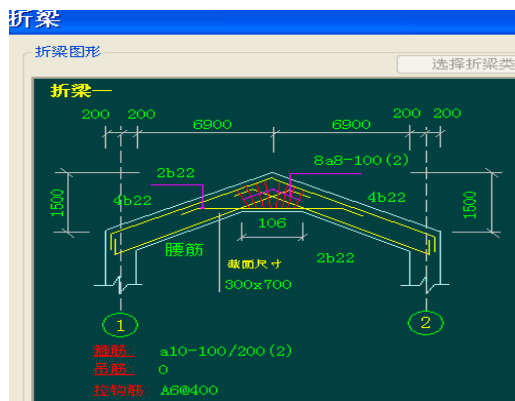 折梁
折梁图形
选择折梁类
折梁一
200 200 6900 6900 200 200
8a8-100(2)
2b22
1500 4b22 4b22 1500
106
腰筋 截面尺寸 2b22
300x700
1 2
箍筋: a10-100/200(2)
吊筋: 0
拉钩筋: A6@400